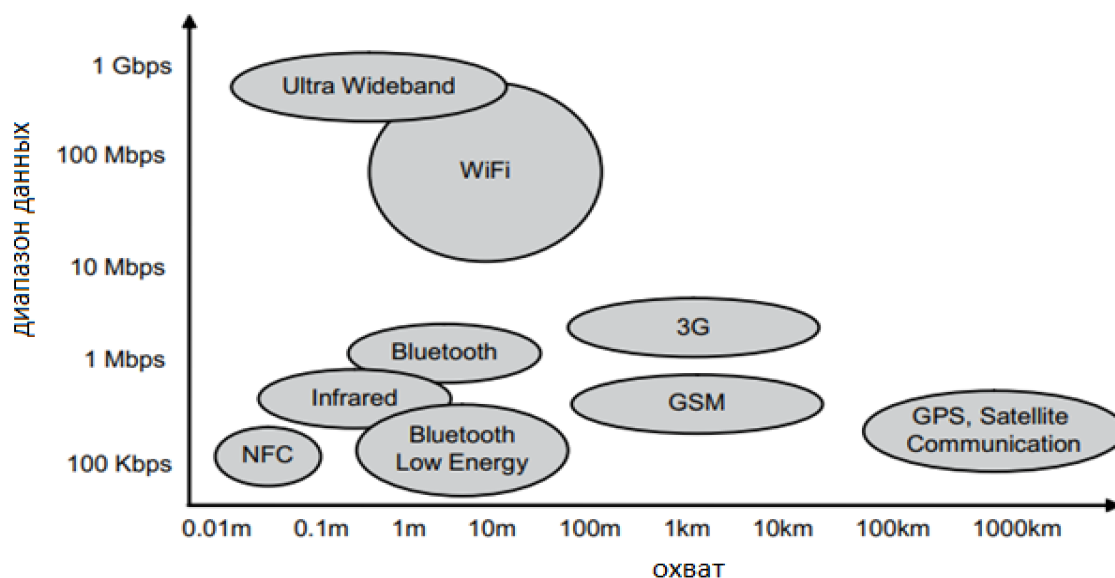 диапазон данных
1 Gbps
100 Mbps
10 Mbps
1 Mbps
100 Kbps
Ultra Wideband
WiFi
3G
Bluetooth
Infrared
GSM
GPS, Satellite
Communication
NFC
Bluetooth
Low Energy
0.01m 0.1m 1m 10m 100m 1km 10km 100km 1000km
охват